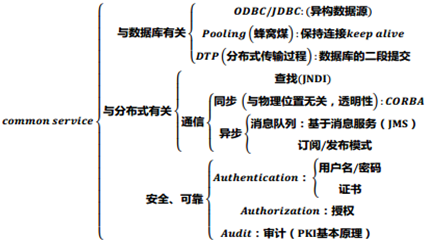 ODBC/JDBC:(异构数据源)
与数据库有关 Pooling(蜂窝煤):保持连接keep alive
DTP(分布式传输过程):数据库的二段提交
查找(JNDI)
与分布式有关 同步(与物理位置无关,透明性):CORBA
通信
消息队列:基于消息服务(JMS)
common service
异步
订阅/发布模式
用户名/密码
Authentication:
证书
安全、可靠
Authorization:授权
Audit:审计(PKI基本原理)